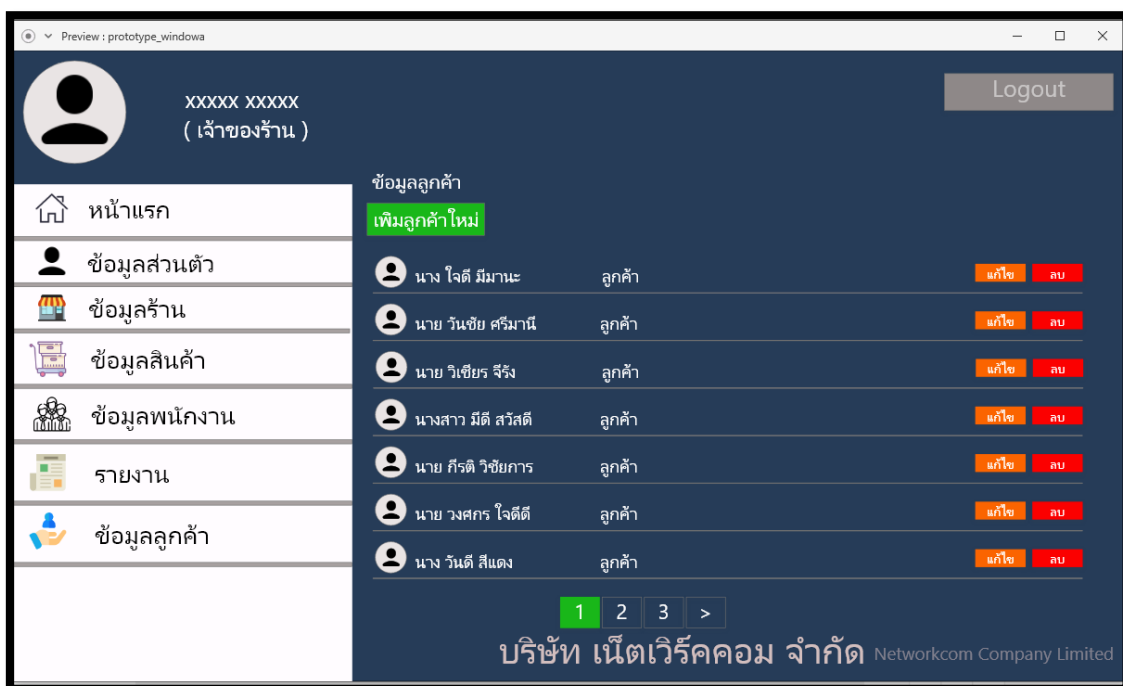 Preview : prototype_windowa
xxxxx xxxxx
( เจ้าของร้าน )
Logout
หน้าแรก
ข้อมูลส่วนตัว
ข้อมูลร้าน
ข้อมูลสินค้า
ข้อมูลพนักงาน
รายงาน
ข้อมูลลูกค้า
ข้อมูลลูกค้า
เพิมลูกค้าใหม่
นาง ใจดี มีมานะ ลูกค้า แก้ไข ลบ
นาย วันชัย ศรีมานี ลูกค้า แก้ไข ลบ
นาย วิเชียร จีรัง ลูกค้า แก้ไข ลบ
นางสาว มีดี สวัสดี ลูกค้า แก้ไข ลบ
นาย กีรติ วิชัยการ ลูกค้า แก้ไข ลบ
นาย วงศกร ใจดีดี ลูกค้า แก้ไข ลบ
นาง วันดี สีแดง ลูกค้า แก้ไข ลบ
1 2 3 >
บริษัท เน็ตเวิร์คคอม จำกัด Networkcom Company Limited